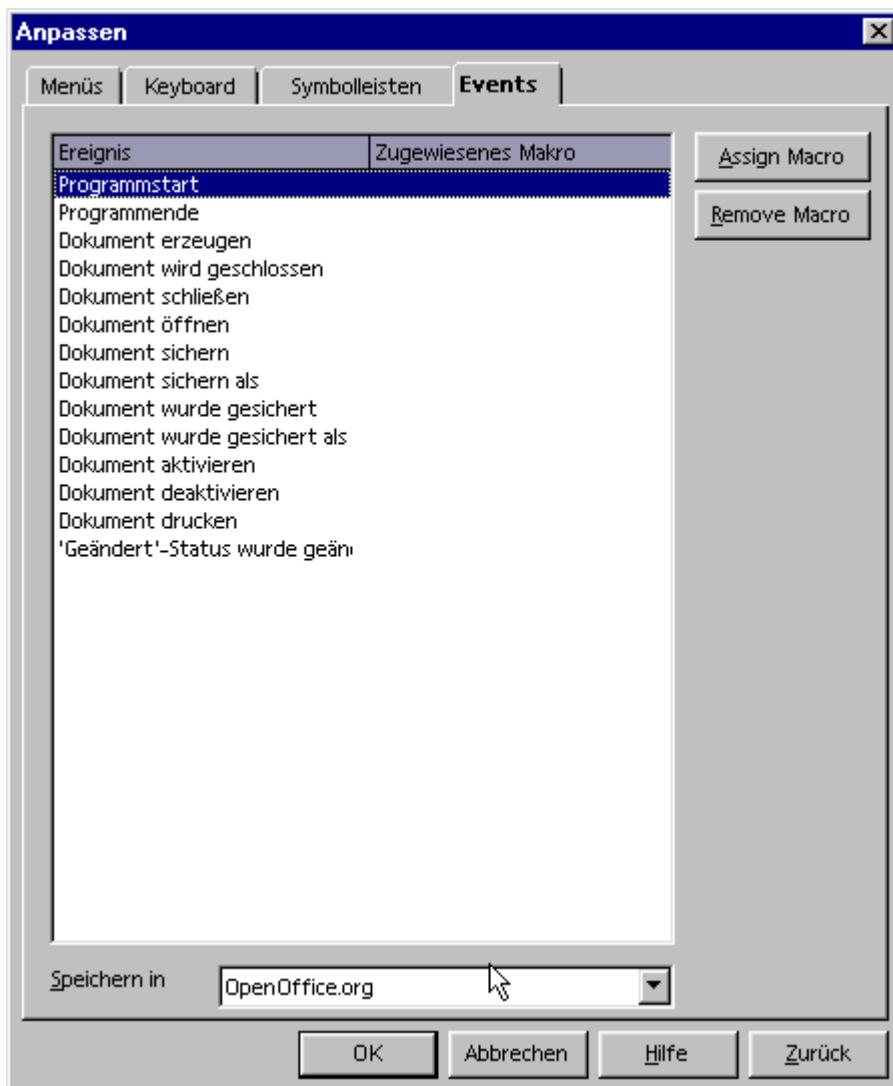 Anpassen
Menüs Keyboard Symbolleisten Events
Ereignis Zugewiesenes Makro
Assign Macro
Programmstart
Programmende
Remove Macro
Dokument erzeugen
Dokument wird geschlossen
Dokument schließen
Dokument öffnen
Dokument sichern
Dokument sichern als
Dokument wurde gesichert
Dokument wurde gesichert als
Dokument aktivieren
Dokument deaktivieren
Dokument drucken
'Geändert'-Status wurde
Speichern in OpenOffice.org
OK Abbrechen Hilfe Zurück